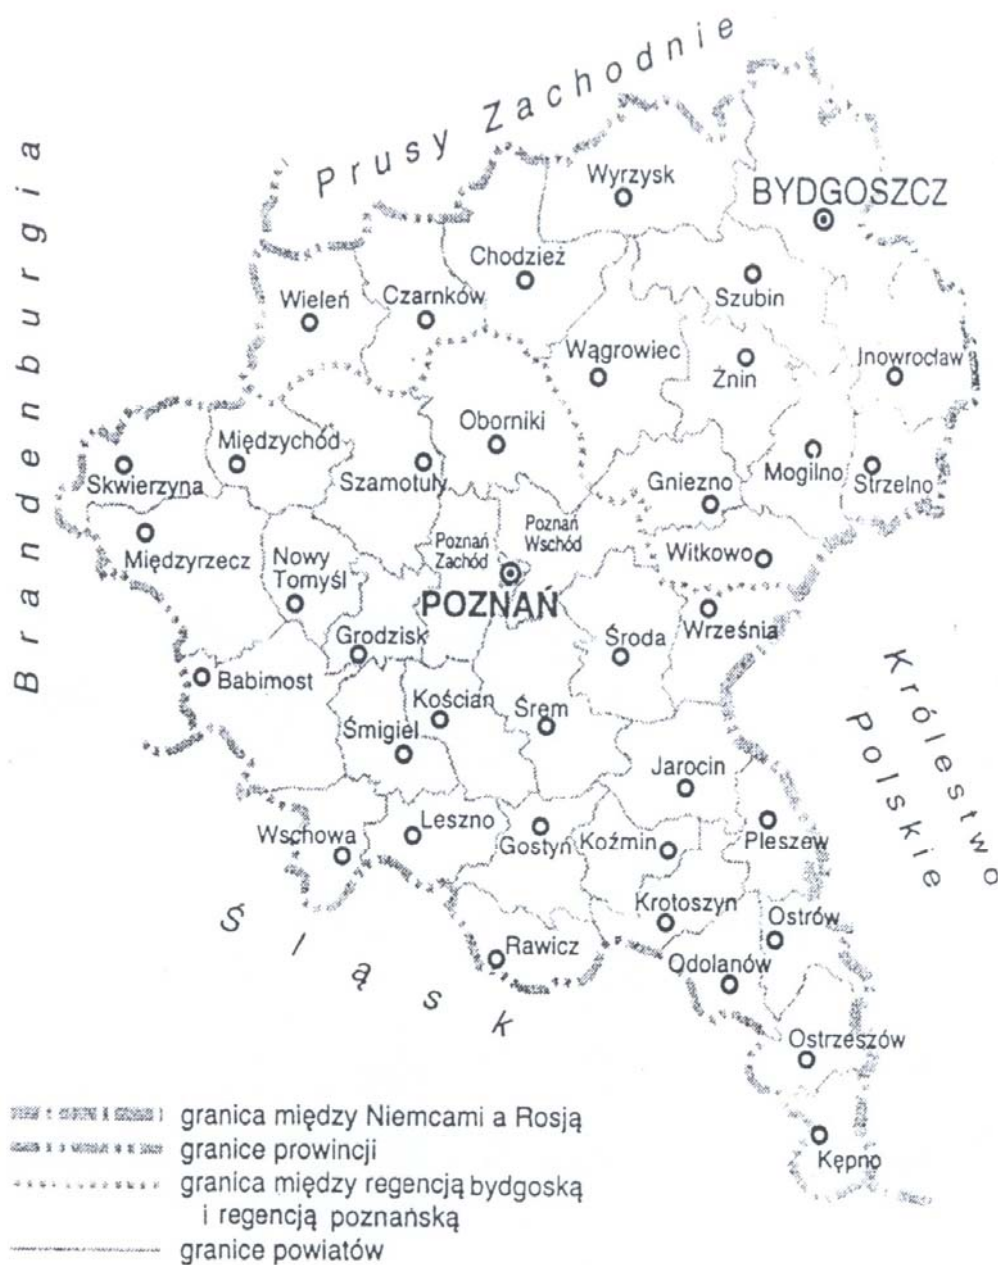 Prusy Zachodnie
Brandenburgia
Wyrzysk
BYDGOSZCZ
Chodzież
Szubin
Wieleń
Czarnków
Wągrowiec
Żnin
Inowrocław
Oborniki
Międzychód
Skwierzyna
Szamotuły
Gniezno
Mogilno
Strzelno
Międzyrzecz
Nowy
Tomyśl
Poznań
Zachód
Poznań
Wschód
Witkowo
POZNAŃ
Grodzisk
Środa
Września
Babimost
Kościan
Śmigiel
Śrem
Królestwo
Polskie
Jarocin
Wschowa
Leszno
Gostyń
Koźmin
Pleszew
Śląsk
Krotoszyn
Ostrów
Rawicz
Odolanów
Ostrzeszów
Kępno
granica między Niemcami a Rosją
granice prowincji
granica między regencją bydgoską
i regencją poznańską
granice powiatów